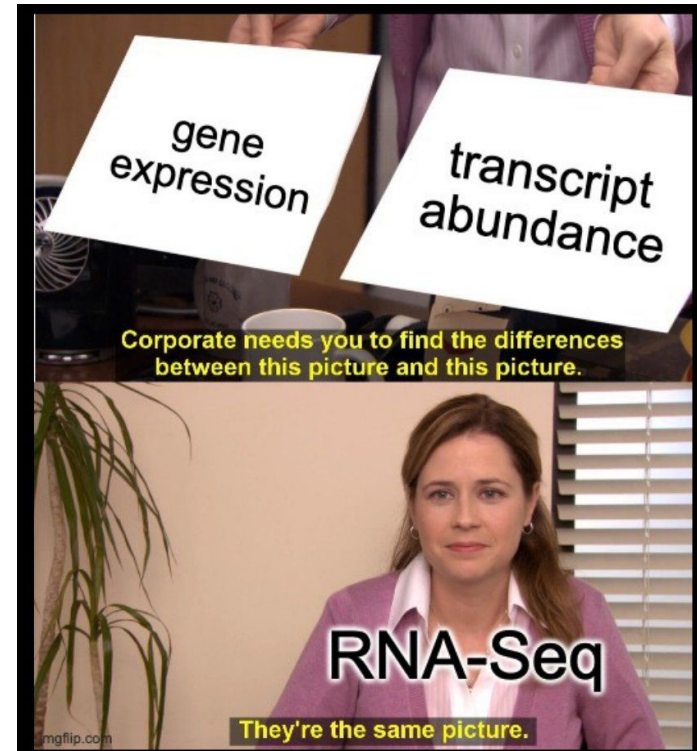 gene
expression
transcript
abundance
Corporate needs you to find the differences
between this picture and this picture.
RNA-Seq
They're the same picture.
imgflip.com